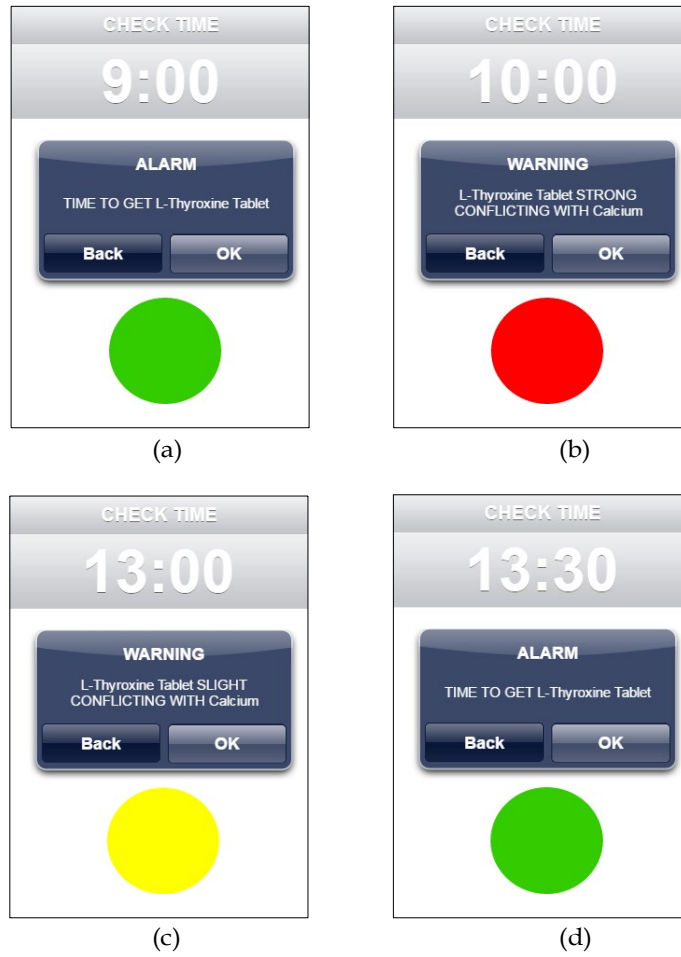 CHECK TIME
9:00
ALARM
TIME TO GET L-Thyroxine Tablet
Back OK
(a)
CHECK TIME
10:00
WARNING
L-Thyroxine Tablet STRONG
CONFLICTING WITH Calcium
Back OK
(b)
CHECK TIME
13:00
WARNING
L-Thyroxine Tablet SLIGHT
CONFLICTING WITH Calcium
Back OK
(c)
CHECK TIME
13:30
ALARM
TIME TO GET L-Thyroxine Tablet
Back OK
(d)